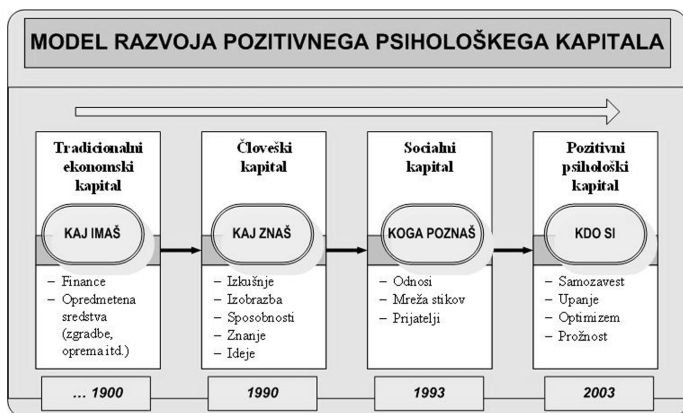 MODEL RAZVOJA POZITIVNEGA PSIHOLOŠKEGA KAPITALA
Tradicionalni
ekonomski
kapital
KAJ IMAŠ
– Finance
– Opredmetena
sredstva
(zgradbe,
oprema itd.)
... 1900
Človeški
kapital
KAJ ZNAŠ
– Izkušnje
– Izobrazba
– Sposobnosti
– Znanje
– Ideje
1990
Socialni
kapital
KOGA POZNAŠ
– Odnosi
– Mreža stikov
– Prijatelji
1993
Pozitivni
psihološki
kapital
KDO SI
– Samozavest
– Upanje
– Optimizem
– Prožnost
2003